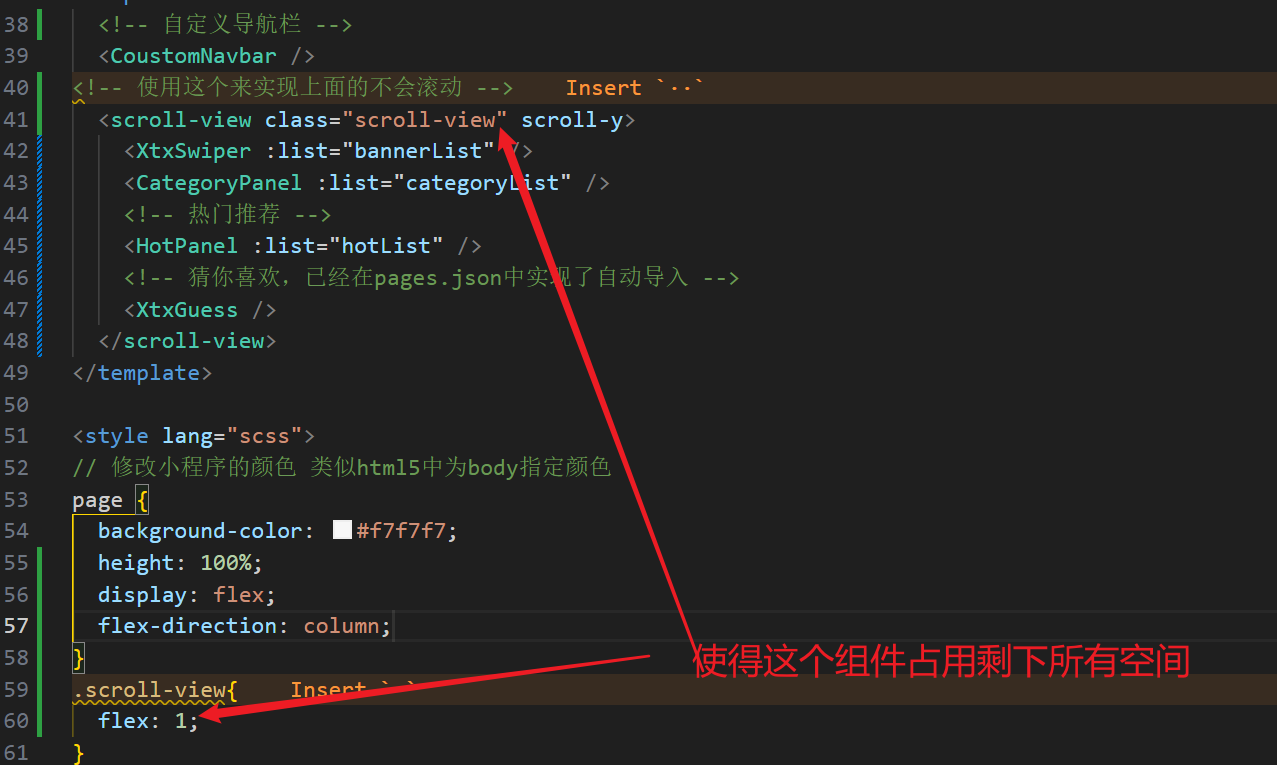 38 <!-- 自定义导航栏 -->
39 <CoustomNavbar />
40 <!-- 使用这个来实现上面的不会滚动 --> Insert `··`
41 <scroll-view class="scroll-view" scroll-y>
42 <XtxSwiper :list="bannerList" />
43 <CategoryPanel :list="categoryList" />
44 <!-- 热门推荐 -->
45 <HotPanel :list="hotList" />
46 <!-- 猜你喜欢，已经在pages.json中实现了自动导入 -->
47 <XtxGuess />
48 </scroll-view>
49 </template>
50
51 <style lang="scss">
52 // 修改小程序的颜色 类似html5中为body指定颜色
53 page {
54 background-color: #f7f7f7;
55 height: 100%;
56 display: flex;
57 flex-direction: column;
58 }
使得这个组件占用剩下所有空间
59 .scroll-view{ Insert `·`
60 flex: 1;
61 }